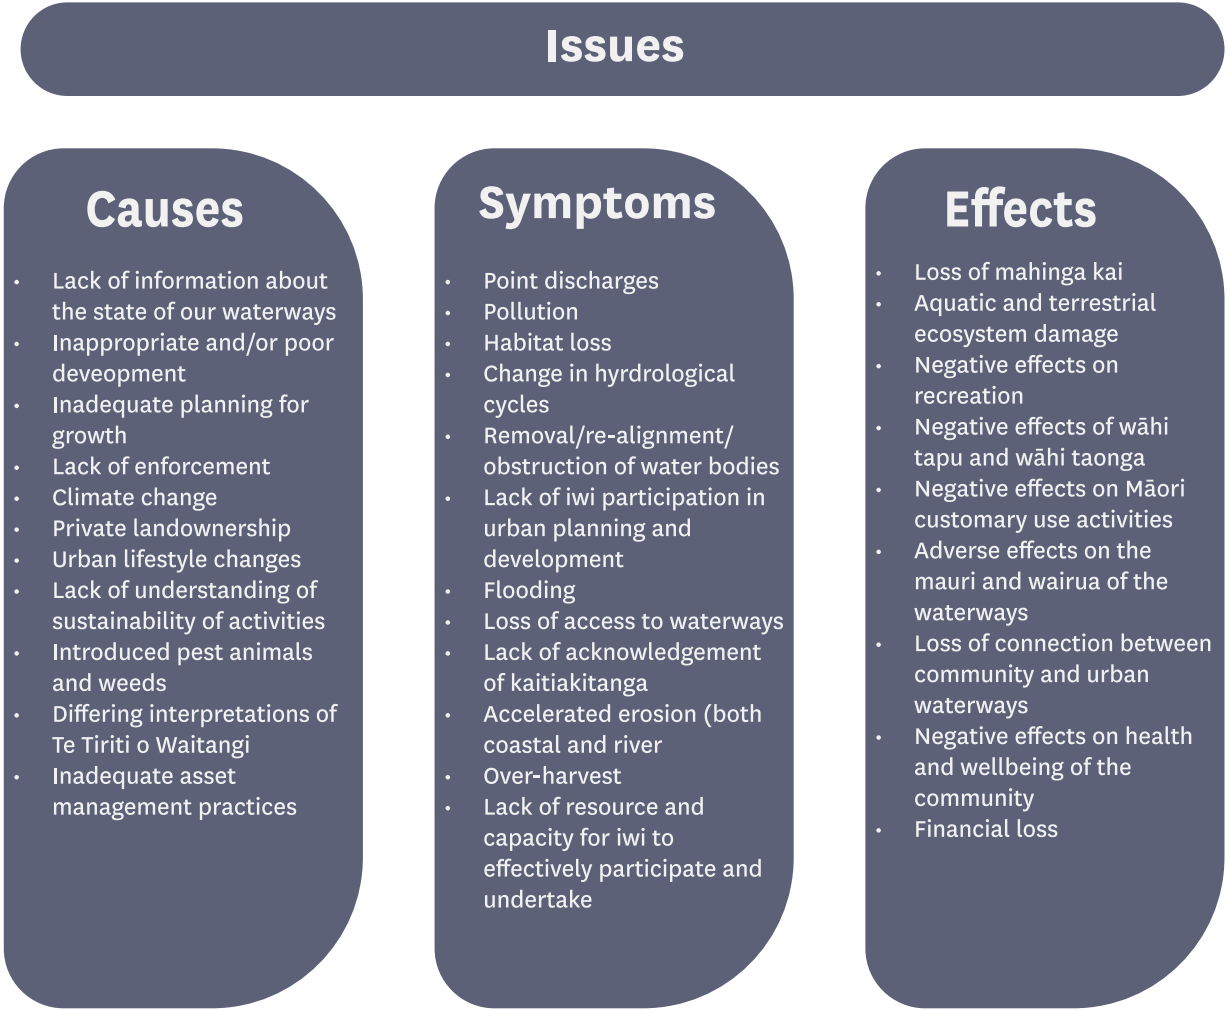 Issues
Causes
• Lack of information about
the state of our waterways
• Inappropriate and/or poor
deveopment
• Inadequate planning for
growth
• Lack of enforcement
• Climate change
• Private landownership
• Urban lifestyle changes
• Lack of understanding of
sustainability of activities
• Introduced pest animals
and weeds
• Differing interpretations of
Te Tiriti o Waitangi
• Inadequate asset
management practices
Symptoms
• Point discharges
• Pollution
• Habitat loss
• Change in hyrdrological
cycles
• Removal/re-alignment/
obstruction of water bodies
• Lack of iwi participation in
urban planning and
development
• Flooding
• Loss of access to waterways
• Lack of acknowledgement
of kaitiakitanga
• Accelerated erosion (both
coastal and river
• Over-harvest
• Lack of resource and
capacity for iwi to
effectively participate and
undertake
Effects
• Loss of mahinga kai
• Aquatic and terrestrial
ecosystem damage
• Negative effects on
recreation
• Negative effects of wāhi
tapu and wāhi taonga
• Negative effects on Māori
customary use activities
• Adverse effects on the
mauri and wairua of the
waterways
• Loss of connection between
community and urban
waterways
• Negative effects on health
and wellbeing of the
community
• Financial loss